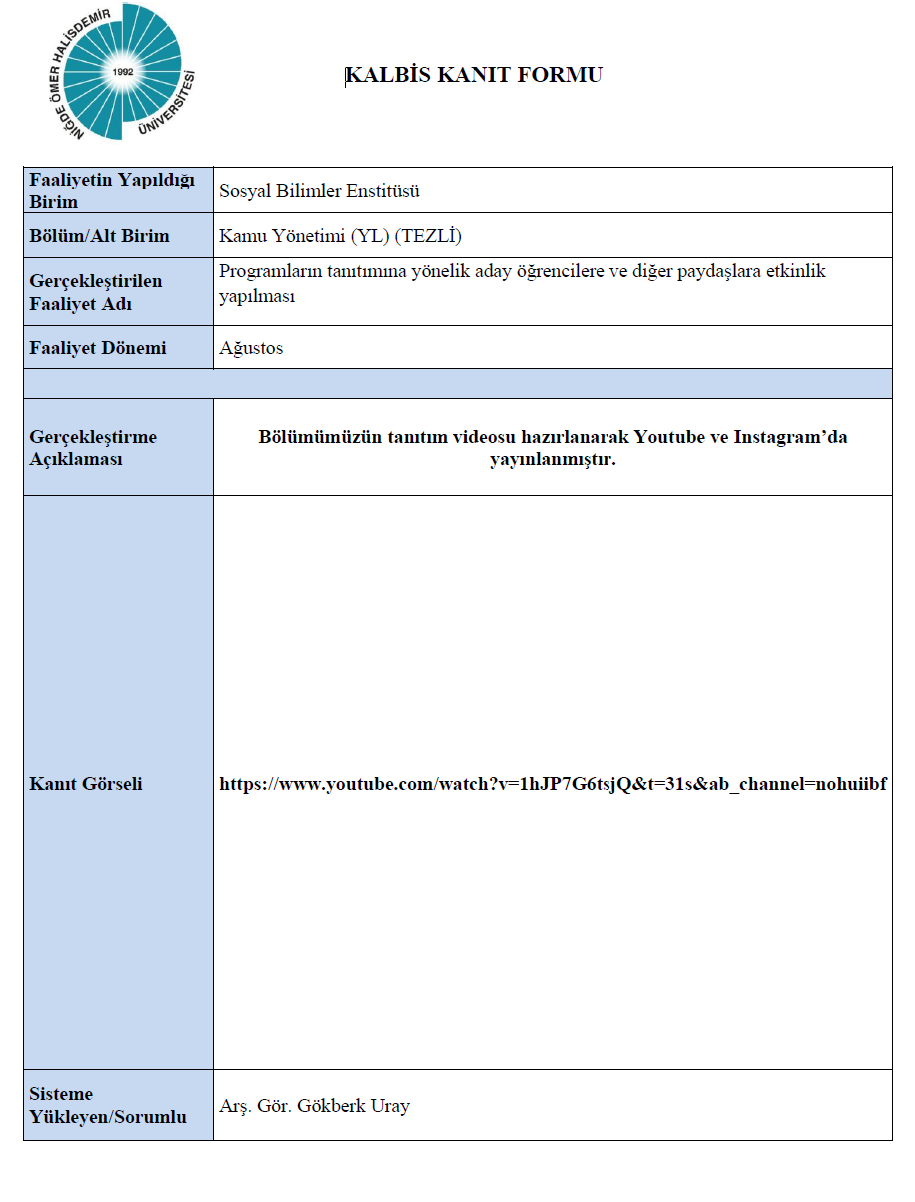 NİĞDE ÖMER HALİSDEMİR
ÜNİVERSİTESİ
1992
KALBİS KANIT FORMU
Faaliyetin Yapıldığı
Birim
Sosyal Bilimler Enstitüsü
Bölüm/Alt Birim
Kamu Yönetimi (YL) (TEZLİ)
Gerçekleştirilen
Faaliyet Adı
Programların tanıtımına yönelik aday öğrencilere ve diğer paydaşlara etkinlik
yapılması
Faaliyet Dönemi
Ağustos
Gerçekleştirme
Açıklaması
Bölümümüzün tanıtım videosu hazırlanarak Youtube ve Instagram’da
yayınlanmıştır.
Kanıt Görseli
https://www.youtube.com/watch?v=1hJP7G6tsjQ&t=31s&ab_channel=nohuiibf
Sisteme
Yükleyen/Sorumlu
Arş. Gör. Gökberk Uray